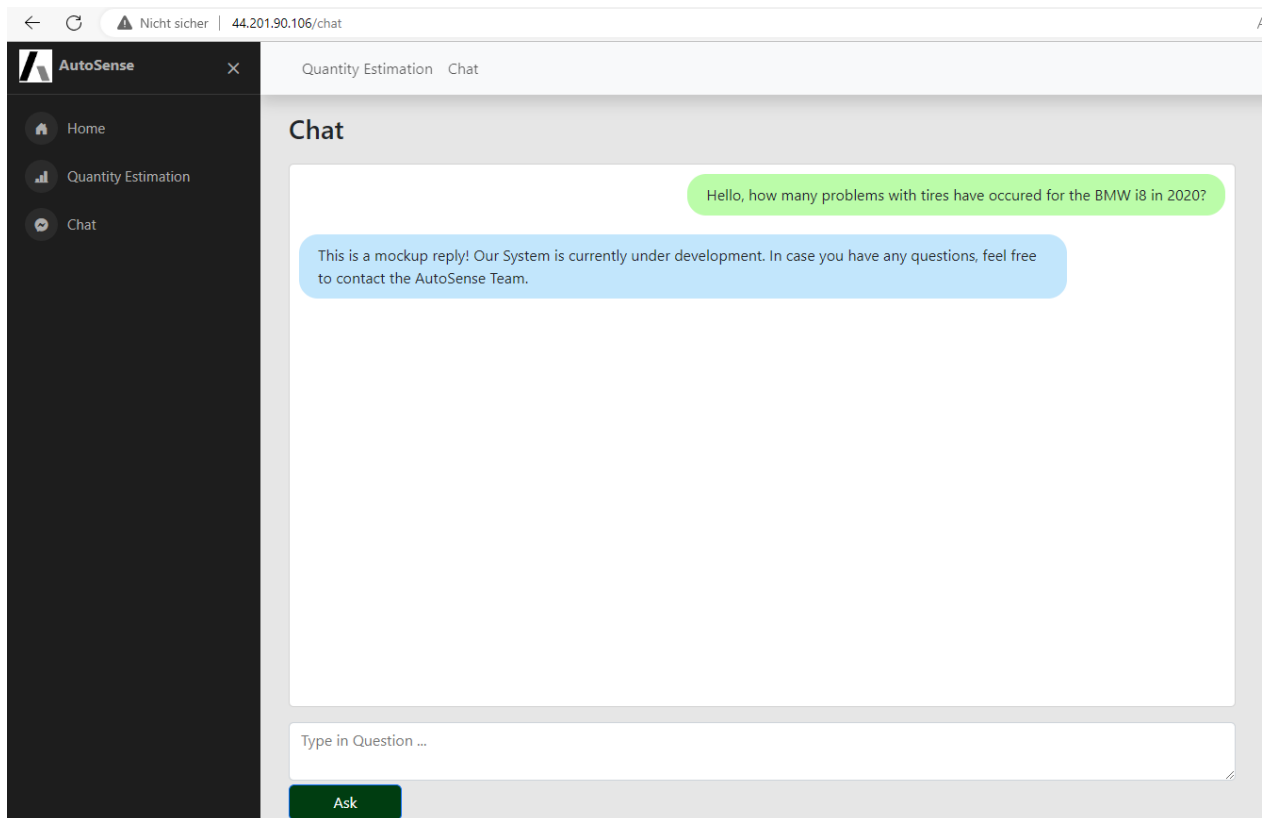 Nicht sicher 44.201.90.106/chat
AutoSense
Quantity Estimation Chat
Home
Quantity Estimation
Chat
Chat
Hello, how many problems with tires have occured for the BMW i8 in 2020?
This is a mockup reply! Our System is currently under development. In case you have any questions, feel free
to contact the AutoSense Team.
Type in Question ...
Ask